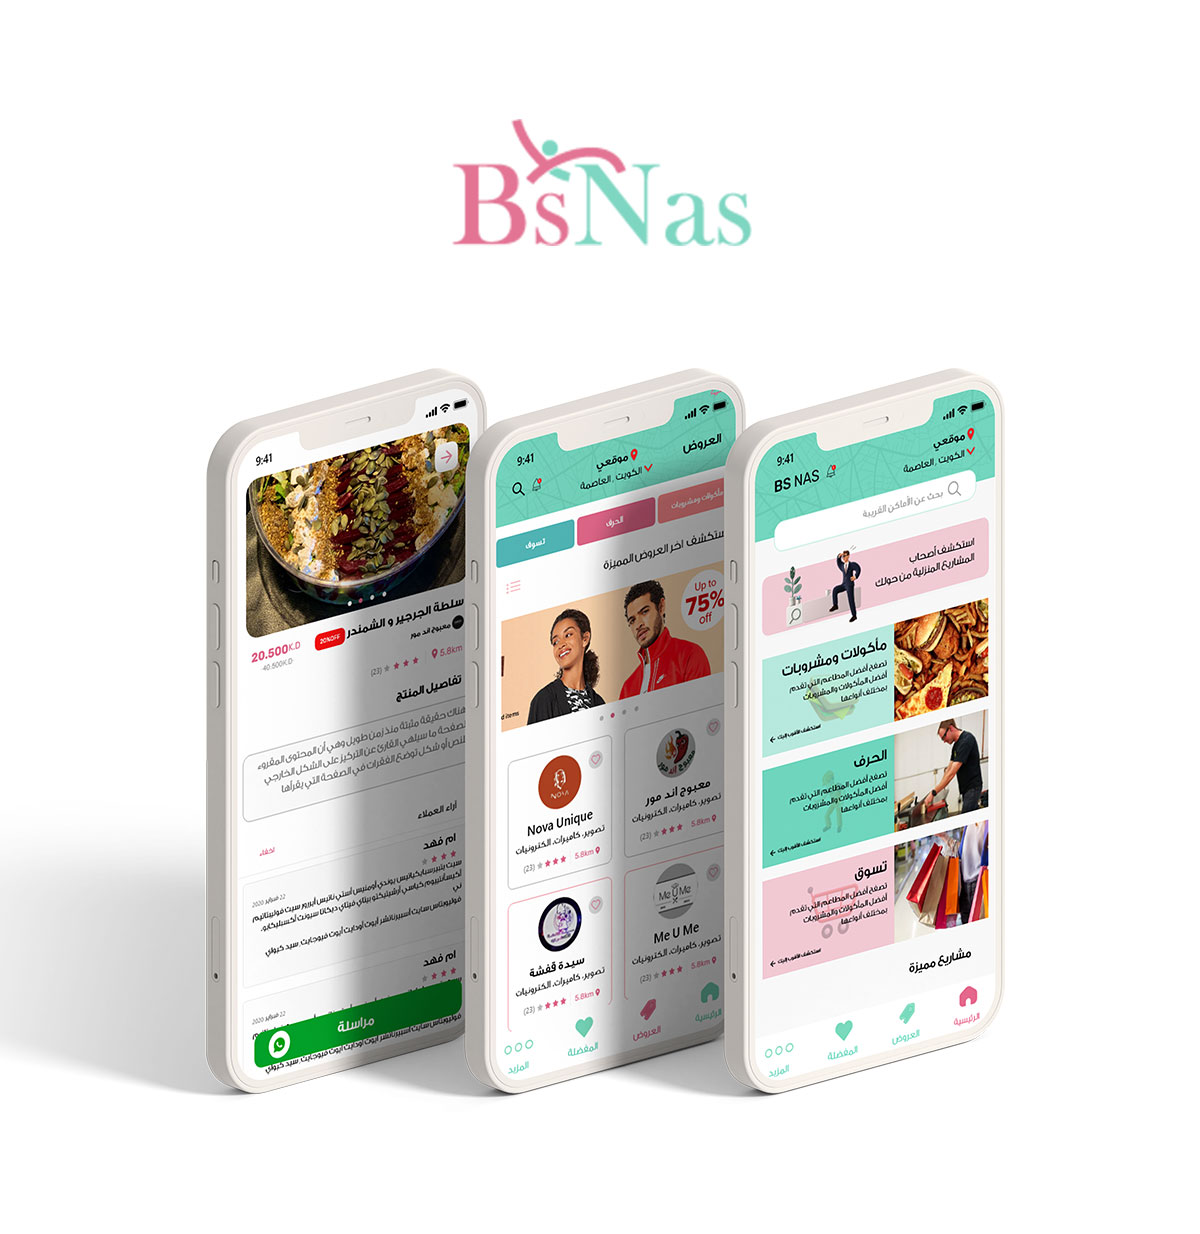 BsNas
9:41
سلطة الجرجير و الشمندر
معبوج اند مور
20%OFF
20.500K.D
40.500K.D
5.8km
(23)
تفاصيل المنتج
هناك حقيقة مثبتة منذ زمن طويل وهي أن المحتوى المقروء
لصفحة ما سيلهي القارئ عن التركيز على الشكل الخارجي
للنص أو شكل توضع الفقرات في الصفحة التي يقرأها
آراء العملاء
ام فهد
اخفاء
22 فبراير 2020
ام فهد
22 فبراير 2020
مراسلة
9:41
العروض
موقعي
الكويت , العاصمة
مأكولات ومشروبات
الحرف
تسوق
ستكشف اخر العروض المميزة
Up to
75%
off
d items
NOVA
Nova Unique
تصوير، كاميرات، الكترونيات
(23)
5.8km
معبوج اند مور
تصوير، كاميرات، الكترونيات
(23)
5.8km
سيدة قفشة
تصوير، كاميرات، الكترونيات
(23)
5.8km
Me U Me
Me U Me
تصوير، كاميرات، الكترونيات
(23)
5.8km
الرئيسية
العروض
المفضلة
المزيد
9:41
BS NAS
موقعي
الكويت , العاصمة
بحث عن الأماكن القريبة
استكشف أصحاب
المشاريع المنزلية من حولك
مأكولات ومشروبات
تصفح أفضل المطاعم التي تقدم
أفضل المأكولات والمشروبات
بمختلف أنواعها
استكشف الأقرب إليك
الحرف
تصفح أفضل المطاعم التي تقدم
أفضل المأكولات والمشروبات
بمختلف أنواعها
استكشف الأقرب إليك
تسوق
تصفح أفضل المطاعم التي تقدم
أفضل المأكولات والمشروبات
بمختلف أنواعها
استكشف الأقرب إليك
مشاريع مميزة
الرئيسية
العروض
المفضلة
المزيد